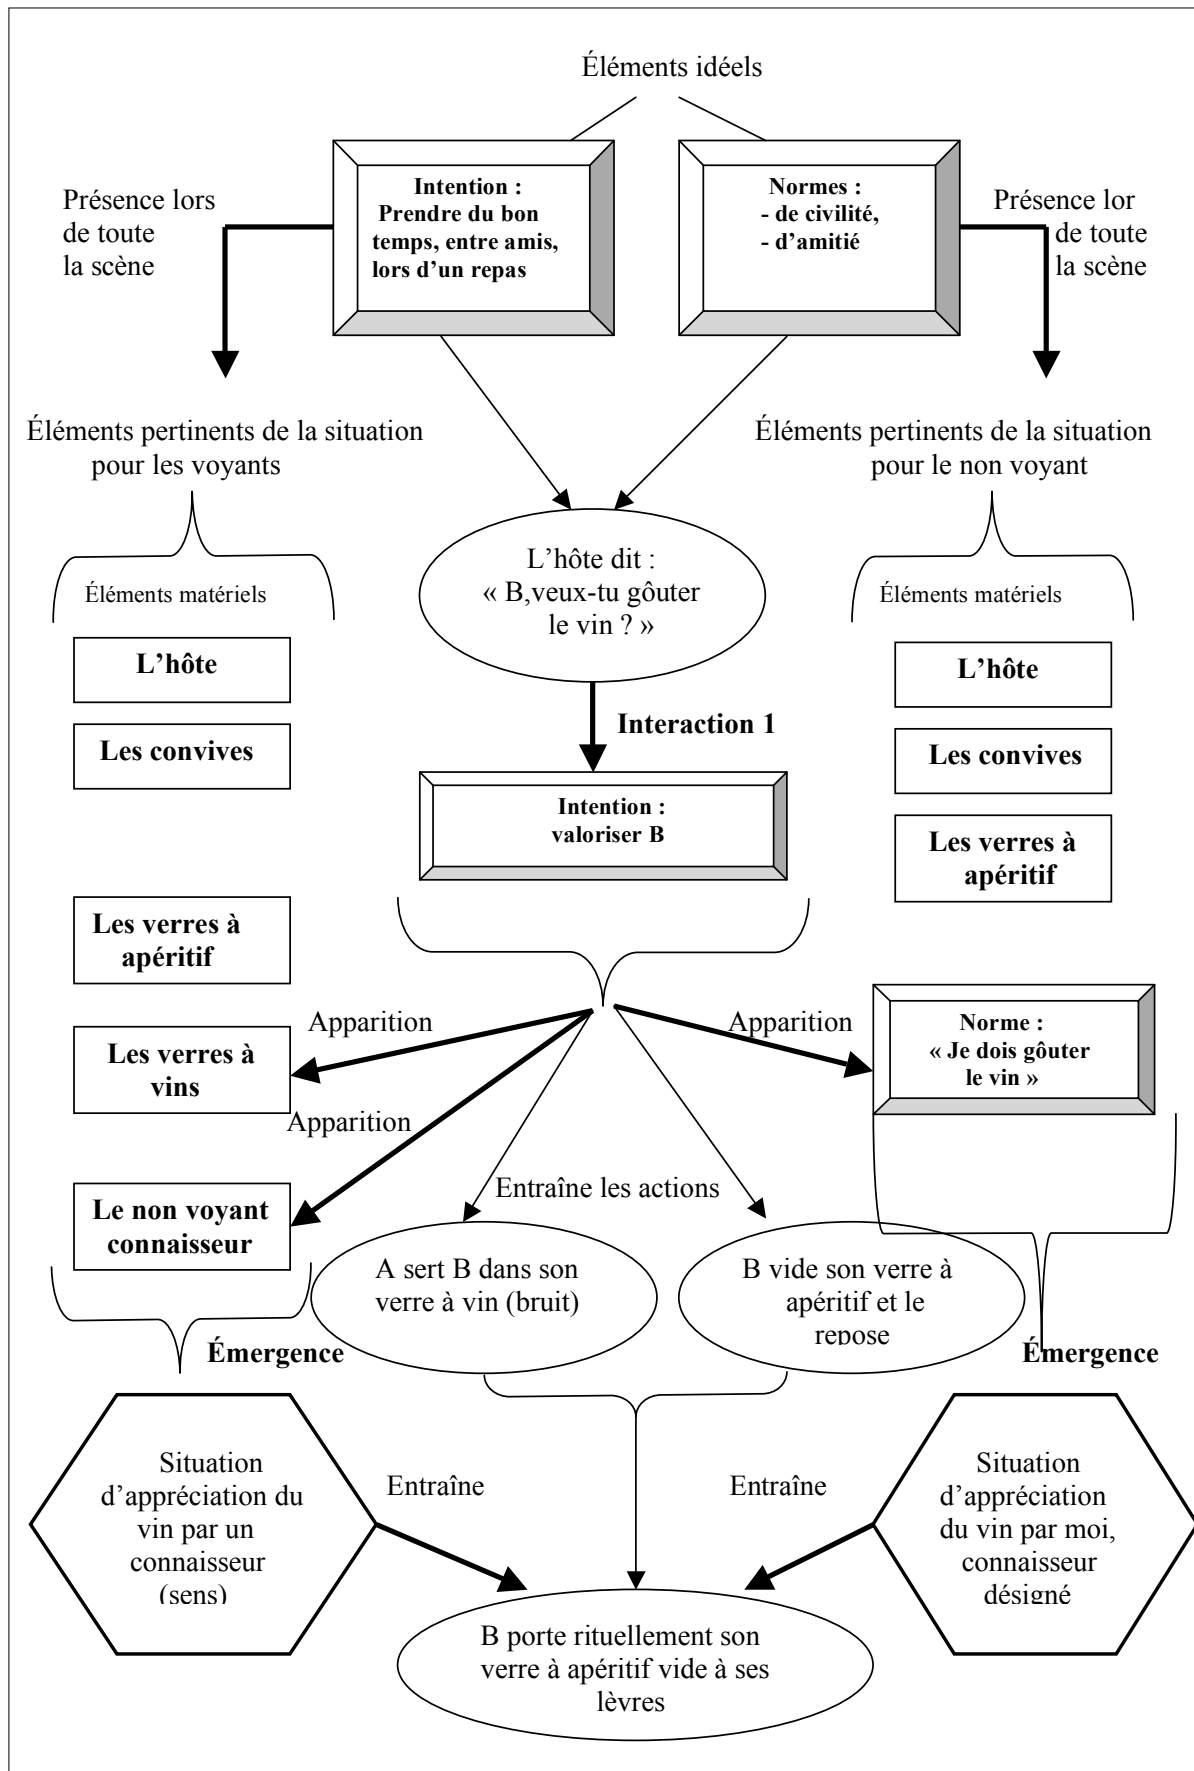 Éléments idéels
Présence lors
de toute
la scène
Intention :
Prendre du bon
temps, entre amis,
lors d'un repas
Normes :
- de civilité,
- d'amitié
Présence lor
de toute
la scène
Éléments pertinents de la situation
pour les voyants
Éléments pertinents de la situation
pour le non voyant
L'hôte dit :
« B,veux-tu gôuter
le vin ? »
Éléments matériels
L'hôte
Les convives
Les verres à
apéritif
Les verres à
vins
Le non voyant
connaisseur
Éléments matériels
L'hôte
Les convives
Les verres à
apéritif
Interaction 1
Intention :
valoriser B
Apparition
Apparition
Apparition
Norme :
« Je dois gôuter
le vin »
Entraîne les actions
A sert B dans son
verre à vin (bruit)
B vide son verre à
apéritif et le
repose
Émergence
Émergence
Situation
d'appréciation du
vin par un
connaisseur
(sens)
Entraîne
Entraîne
Situation
d'appréciation
du vin par moi,
connaisseur
désigné
B porte rituellement son
verre à apéritif vide à ses
lèvres